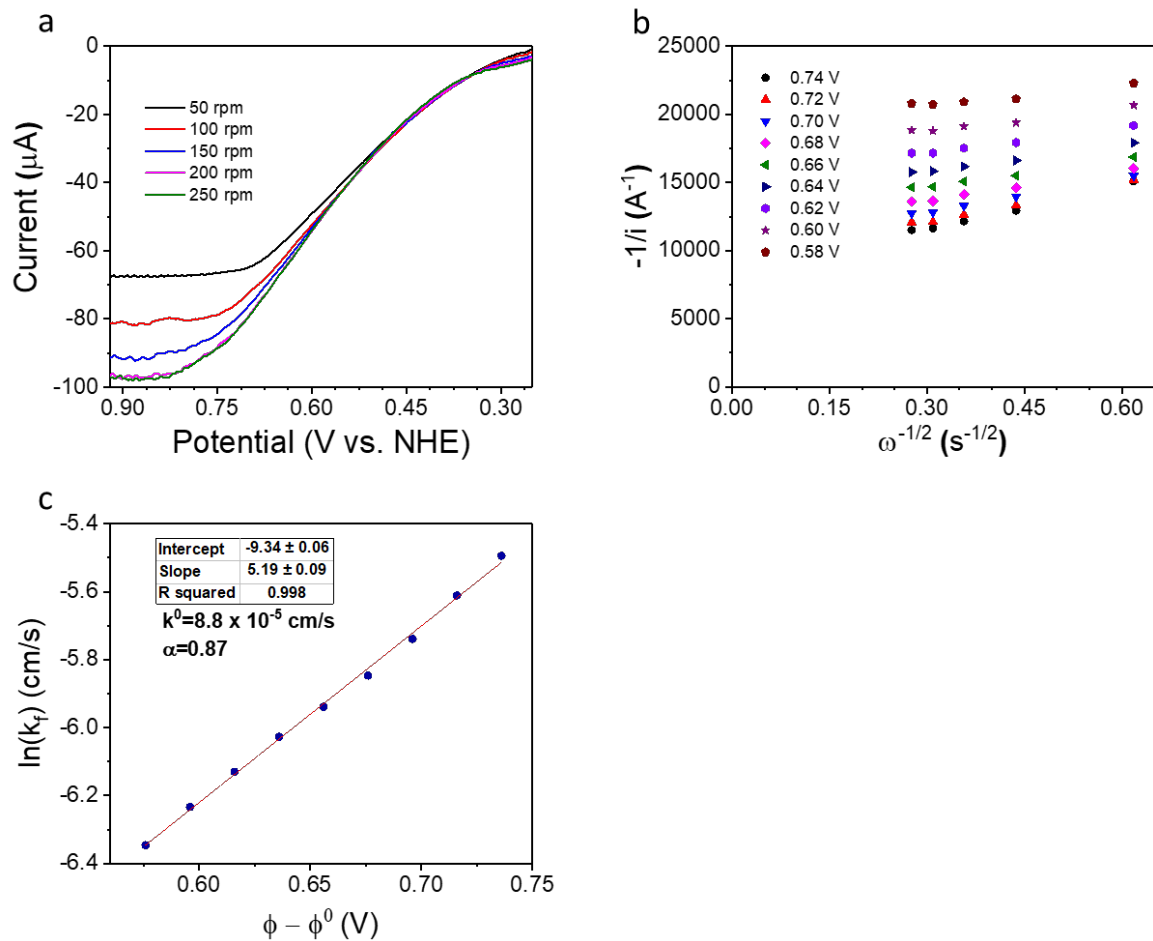 a
Current (μA)
0
-20
-40
-60
-80
-100
50 rpm
100 rpm
150 rpm
200 rpm
250 rpm
0.90 0.75 0.60 0.45 0.30
Potential (V vs. NHE)
b
-1/i (A⁻¹)
25000
20000
15000
10000
5000
0
0.74 V
0.72 V
0.70 V
0.68 V
0.66 V
0.64 V
0.62 V
0.60 V
0.58 V
0.00 0.15 0.30 0.45 0.60
ω⁻¹/² (s⁻¹/²)
c
ln(k_f) (cm/s)
-5.4
-5.6
-5.8
-6.0
-6.2
-6.4
Intercept -9.34 ± 0.06
Slope 5.19 ± 0.09
R squared 0.998
k⁰=8.8 x 10⁻⁵ cm/s
α=0.87
0.60 0.65 0.70 0.75
ϕ – ϕ⁰ (V)